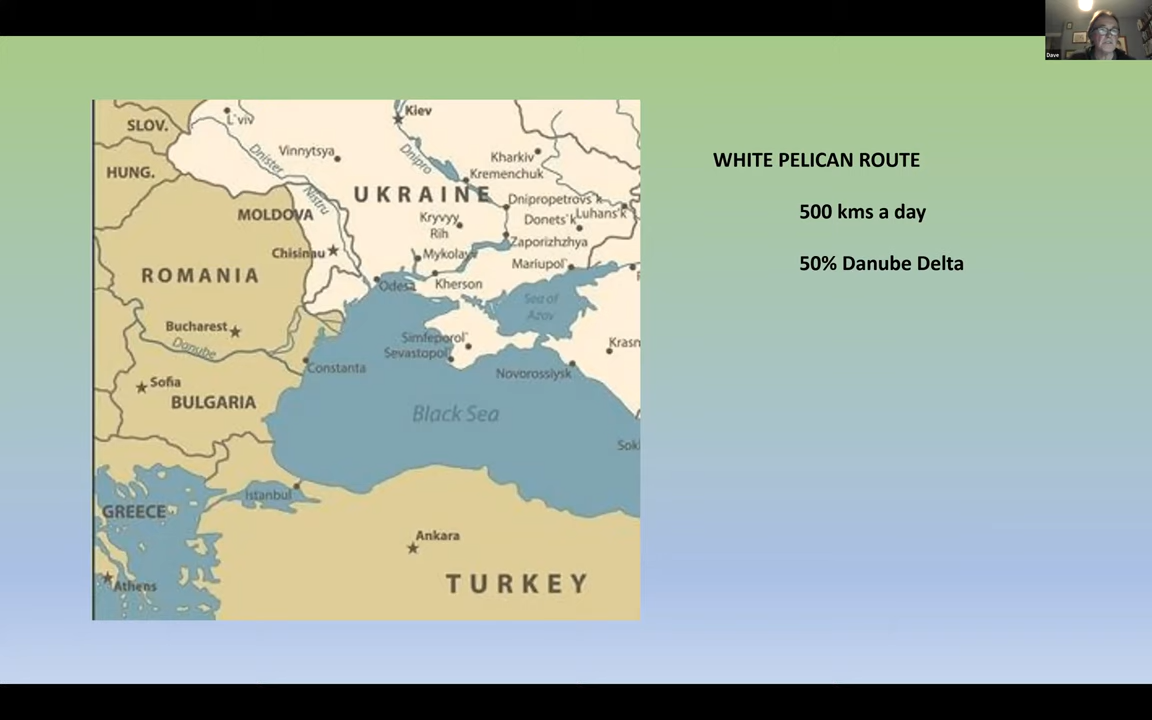 Dave
WHITE PELICAN ROUTE
500 kms a day
50% Danube Delta
Kiev
SLOV.
L'viv
Vinnytsya
Dnister
Dnipro
Kharkiv
Kremenchuk
HUNG.
UKRAINE
Nistru
Dnipropetrovs'k
MOLDOVA
Kryvyy
Rih
Donets'k
Luhans'k
Zaporizhzhya
Chisinau
Mykolayiv
Mariupol'
ROMANIA
Odesa
Kherson
Sea of
Azov
Bucharest
Danube
Simferopol'
Sevastopol'
Krasn
Constanta
Novorossiysk
Sofia
BULGARIA
Black Sea
Istanbul
GREECE
Ankara
TURKEY
Athens